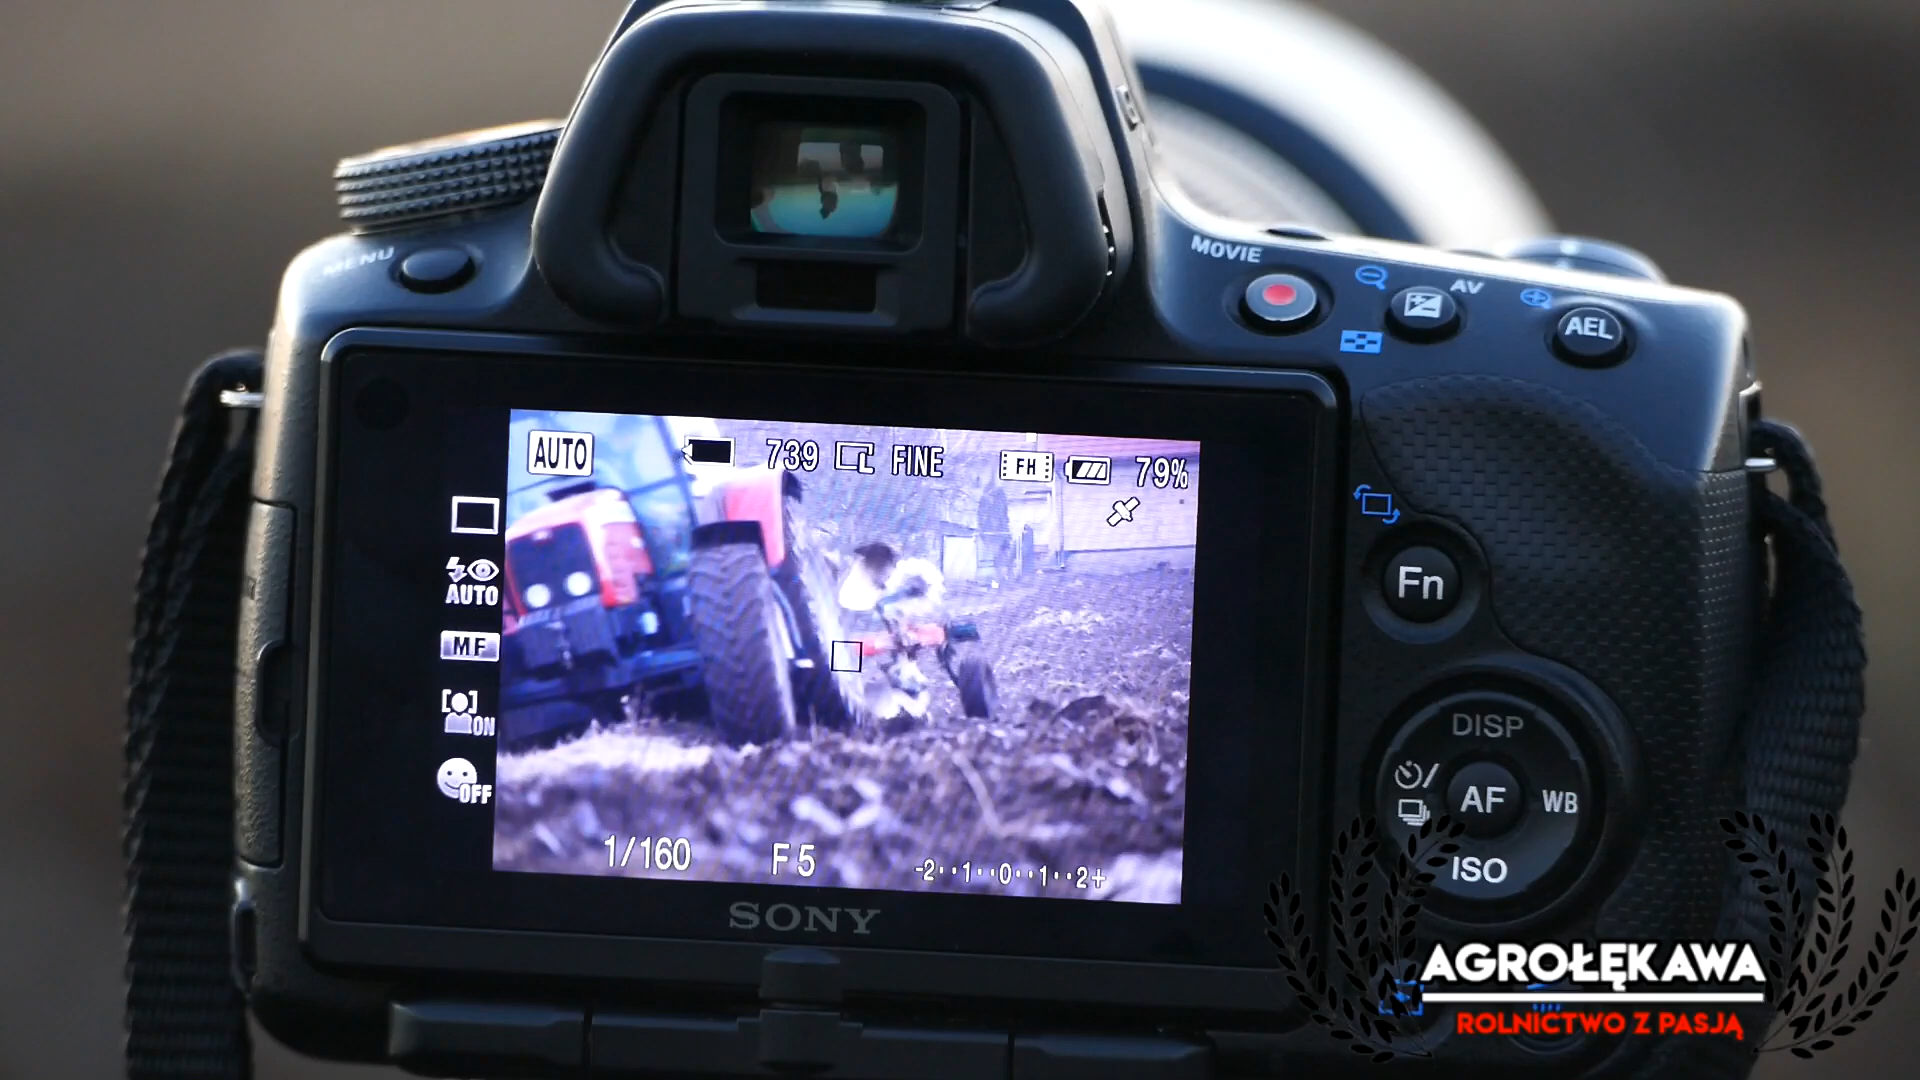 MENU
MOVIE
AV
AEL
AUTO 739 L FINE FH 79%
AUTO
MF
ON
OFF
1/160 F5 -2··1··0··1··2+
SONY
Fn
DISP
AF
WB
ISO
AGROŁĘKAWA
ROLNICTWO Z PASJĄ